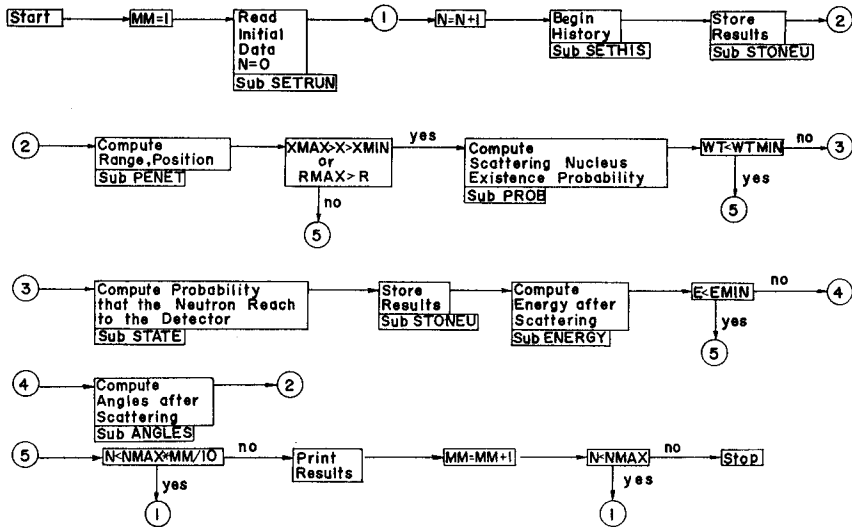 Start
MM=1
Read
Initial
Data
N=0
Sub SETRUN
1
N=N+1
Begin
History
Sub SETHIS
Store
Results
Sub STONEU
2
2
Compute
Range,Position
Sub PENET
XMAX>X>XMIN
or
RMAX>R
yes
no
5
Compute
Scattering Nucleus
Existence Probability
Sub PROB
WT<WTMIN
no
3
yes
5
3
Compute Probability
that the Neutron Reach
to the Detector
Sub STATE
Store
Results
Sub STONEU
Compute
Energy after
Scattering
Sub ENERGY
E<EMIN
no
4
yes
5
4
Compute
Angles after
Scattering
Sub ANGLES
2
5
N<NMAX*MM/10
no
yes
1
Print
Results
MM=MM+1
N<NMAX
no
Stop
yes
1